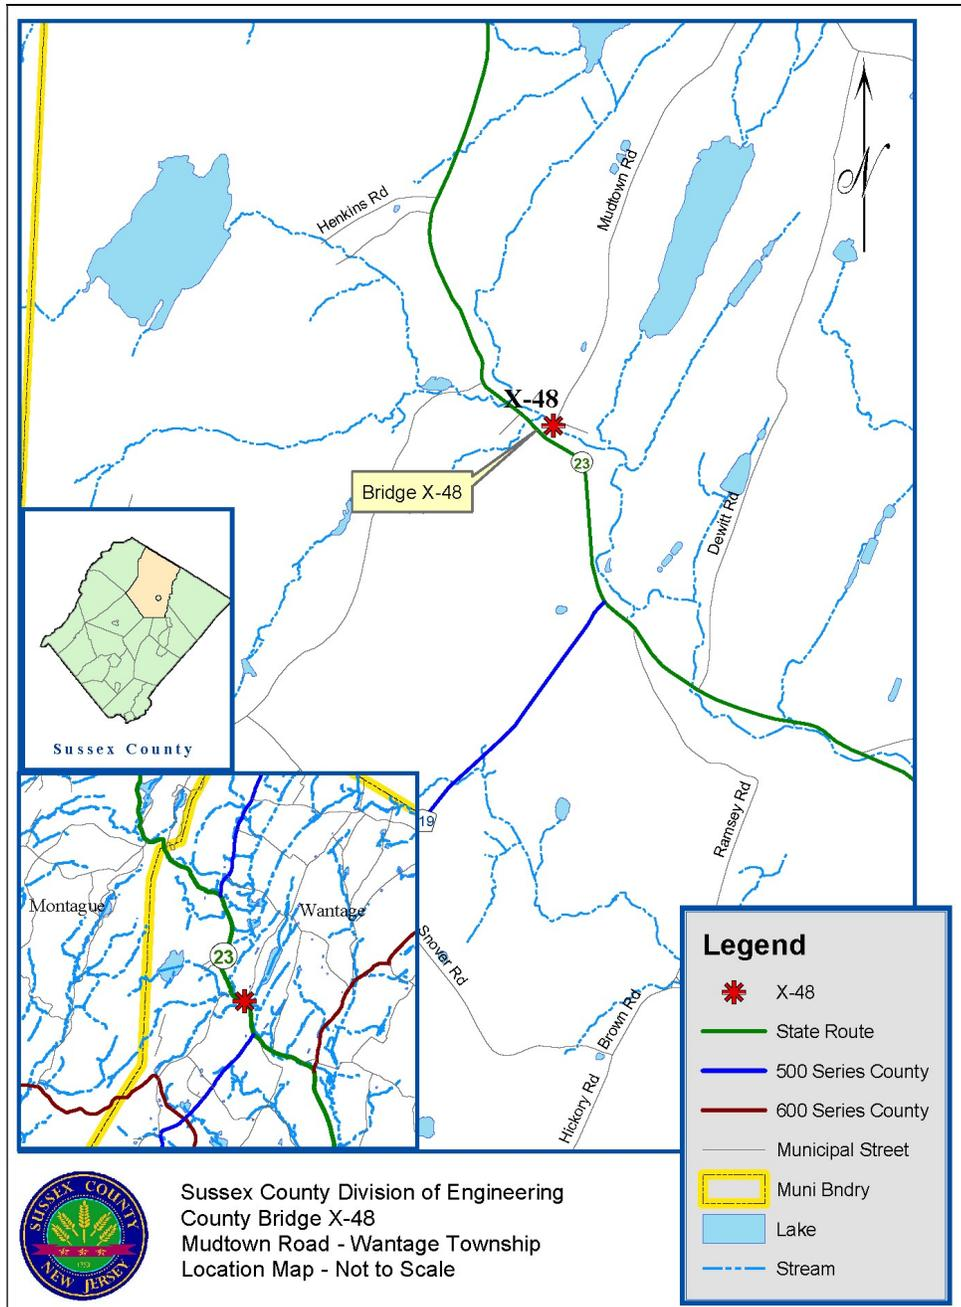 Henkins Rd
Mudtown Rd
N
X-48
23
Bridge X-48
Dewitt Rd
Sussex County
19
Ramsey Rd
Montague
Wantage
23
Snover Rd
Brown Rd
Hickory Rd
Legend
X-48
State Route
500 Series County
600 Series County
Municipal Street
Muni Bndry
Lake
Stream
SUSSEX COUNTY
1753
NEW JERSEY
Sussex County Division of Engineering
County Bridge X-48
Mudtown Road - Wantage Township
Location Map - Not to Scale